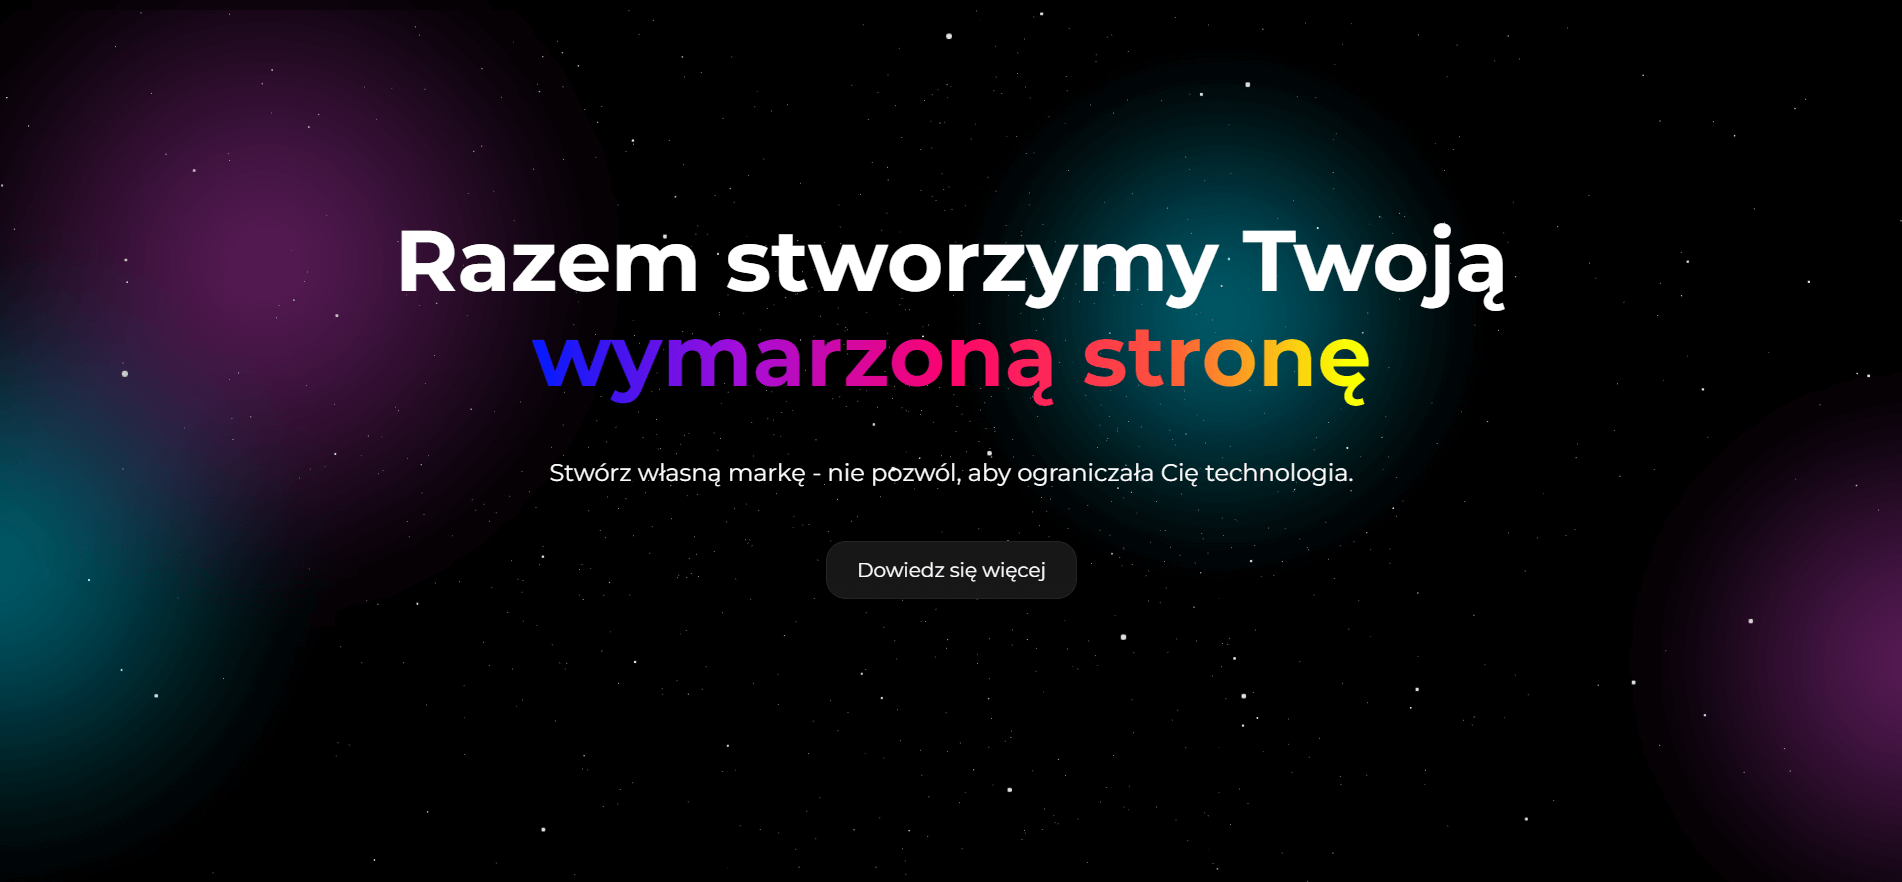 Razem stworzymy Twoją
wymarzoną stronę
Stwórz własną markę - nie pozwól, aby ograniczała Cię technologia.
Dowiedz się więcej